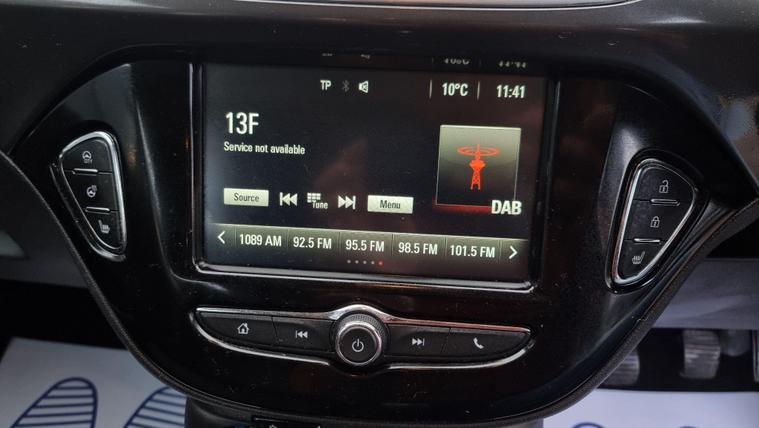 TP 10°C 11:41
13F
Service not available
Source Tune Menu
DAB
1089 AM 92.5 FM 95.5 FM 98.5 FM 101.5 FM
CITY